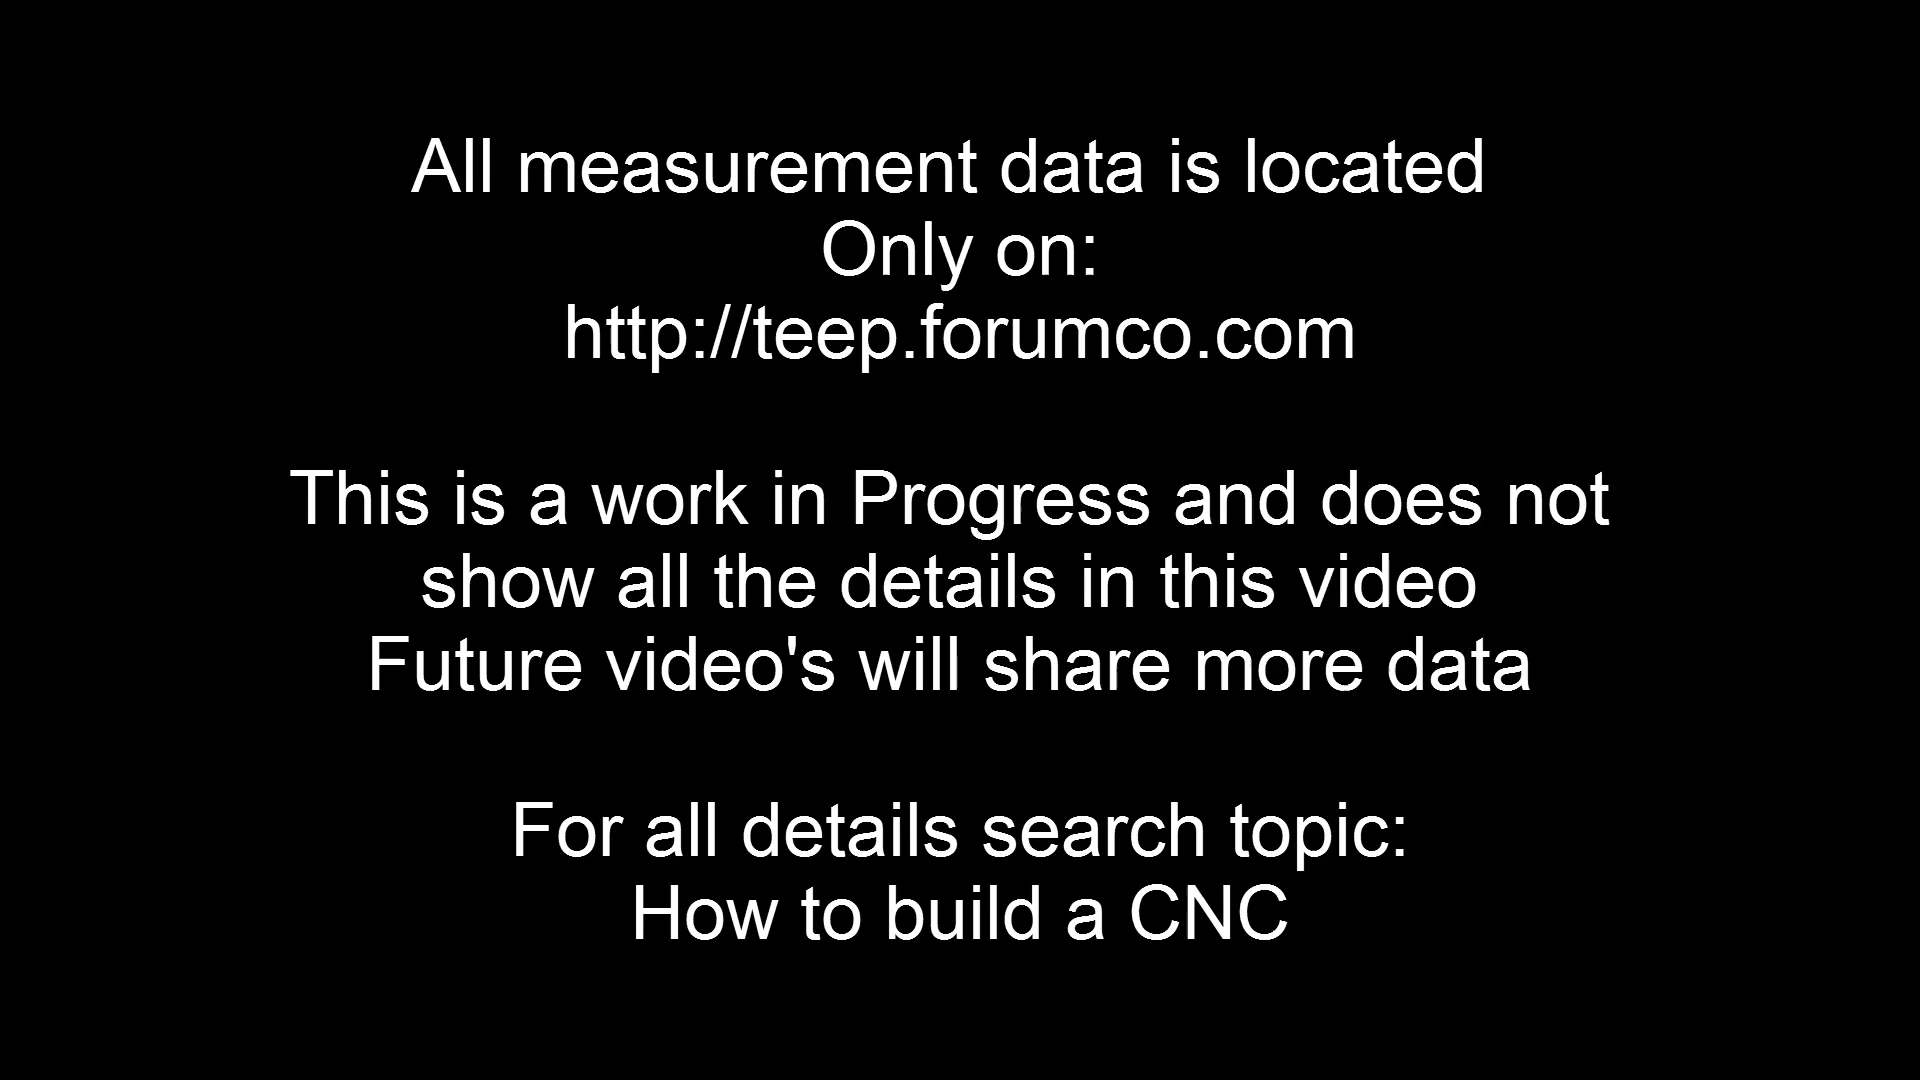 All measurement data is located
Only on:
http://teep.forumco.com
This is a work in Progress and does not
show all the details in this video
Future video's will share more data
For all details search topic:
How to build a CNC